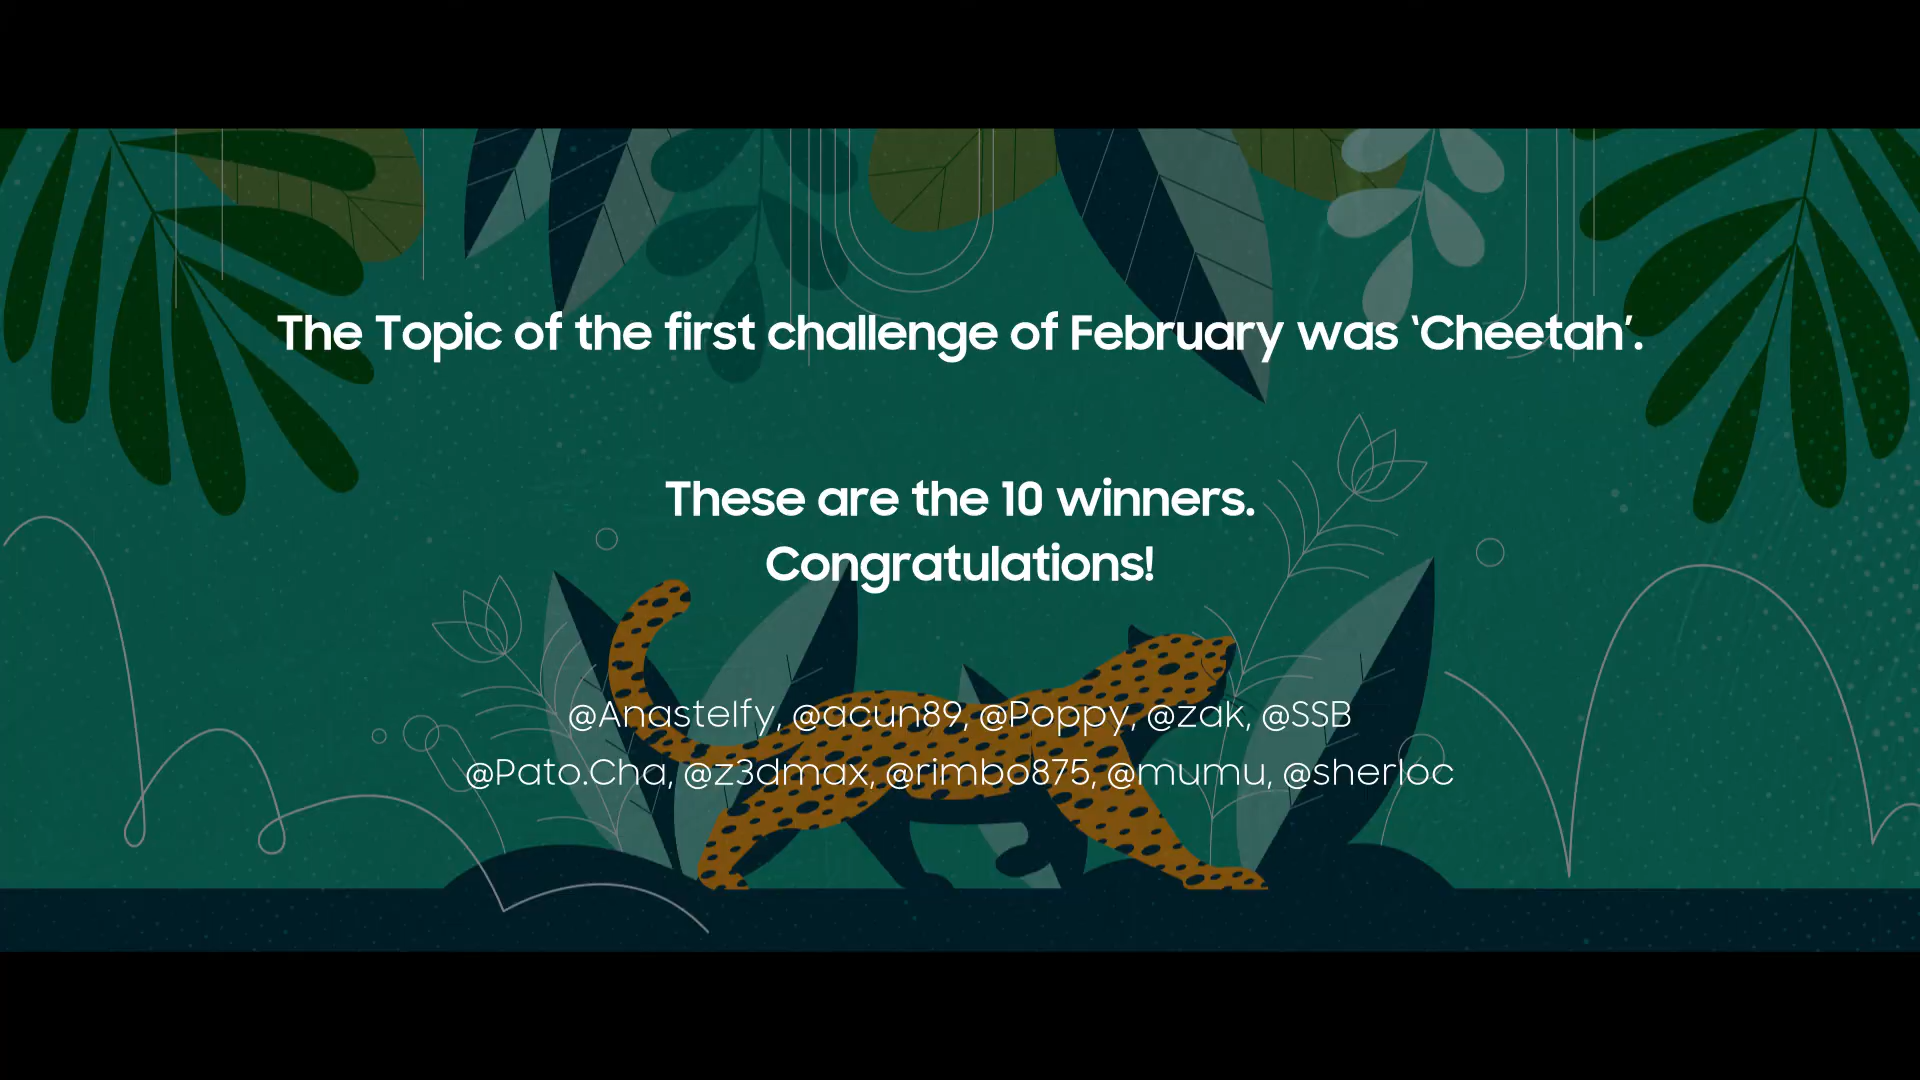 The Topic of the first challenge of February was ‘Cheetah’.
These are the 10 winners.
Congratulations!
@Anastelfy, @acun89, @Poppy, @zak, @SSB
@Pato.Cha, @z3dmax, @rimbo875, @mumu, @sherloc